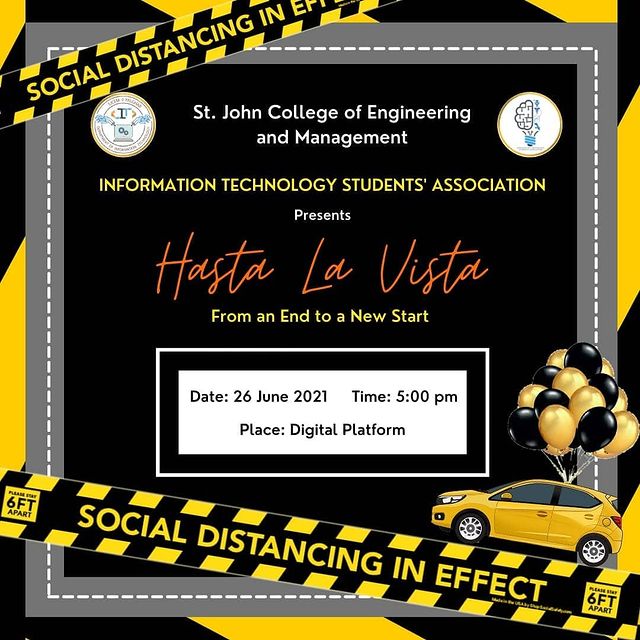 SOCIAL DISTANCING IN EFFE
St. John College of Engineering
and Management
INFORMATION TECHNOLOGY STUDENTS' ASSOCIATION
Presents
Hasta La Vista
From an End to a New Start
Date: 26 June 2021 Time: 5:00 pm
Place: Digital Platform
PLEASE STAY
6FT
APART
SOCIAL DISTANCING IN EFFECT
PLEASE STAY
6FT
APART